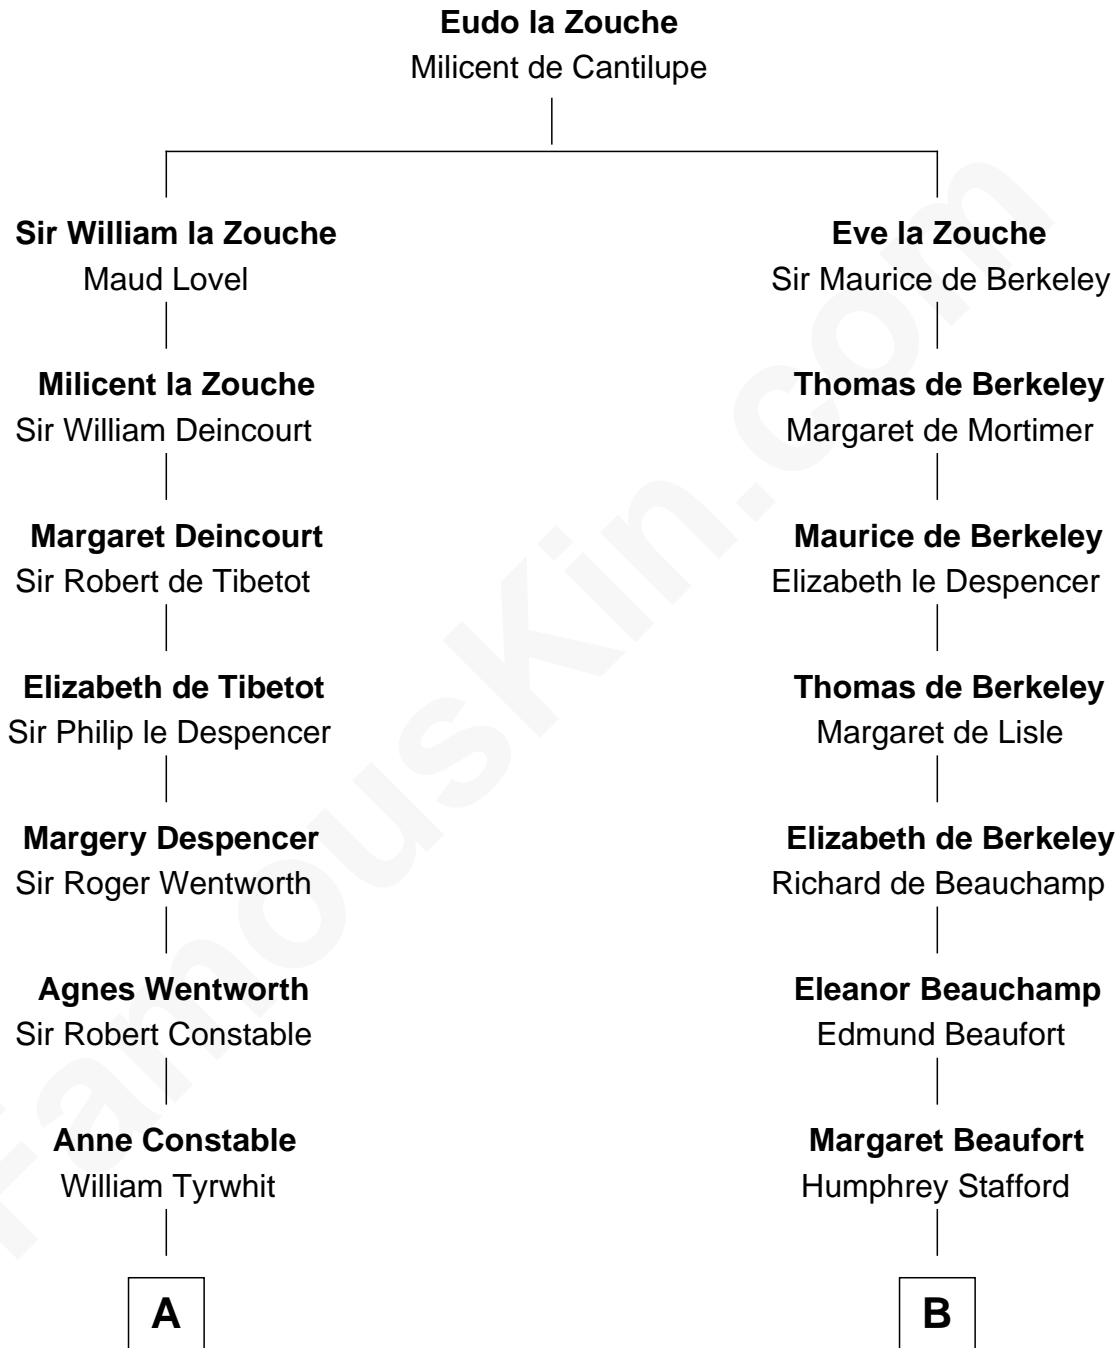 Eudo la Zouche
Milicent de Cantilupe
Sir William la Zouche
Maud Lovel
Milicent la Zouche
Sir William Deincourt
Margaret Deincourt
Sir Robert de Tibetot
Elizabeth de Tibetot
Sir Philip le Despencer
Margery Despencer
Sir Roger Wentworth
Agnes Wentworth
Sir Robert Constable
Anne Constable
William Tyrwhit
A
Eve la Zouche
Sir Maurice de Berkeley
Thomas de Berkeley
Margaret de Mortimer
Maurice de Berkeley
Elizabeth le Despencer
Thomas de Berkeley
Margaret de Lisle
Elizabeth de Berkeley
Richard de Beauchamp
Eleanor Beauchamp
Edmund Beaufort
Margaret Beaufort
Humphrey Stafford
B
FamousKin.com